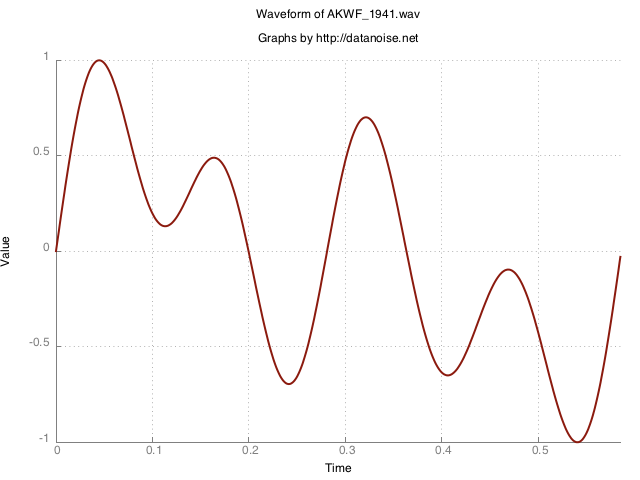 Waveform of AKWF_1941.wav
Graphs by http://datanoise.net
1
0.5
0
-0.5
-1
Value
0 0.1 0.2 0.3 0.4 0.5
Time